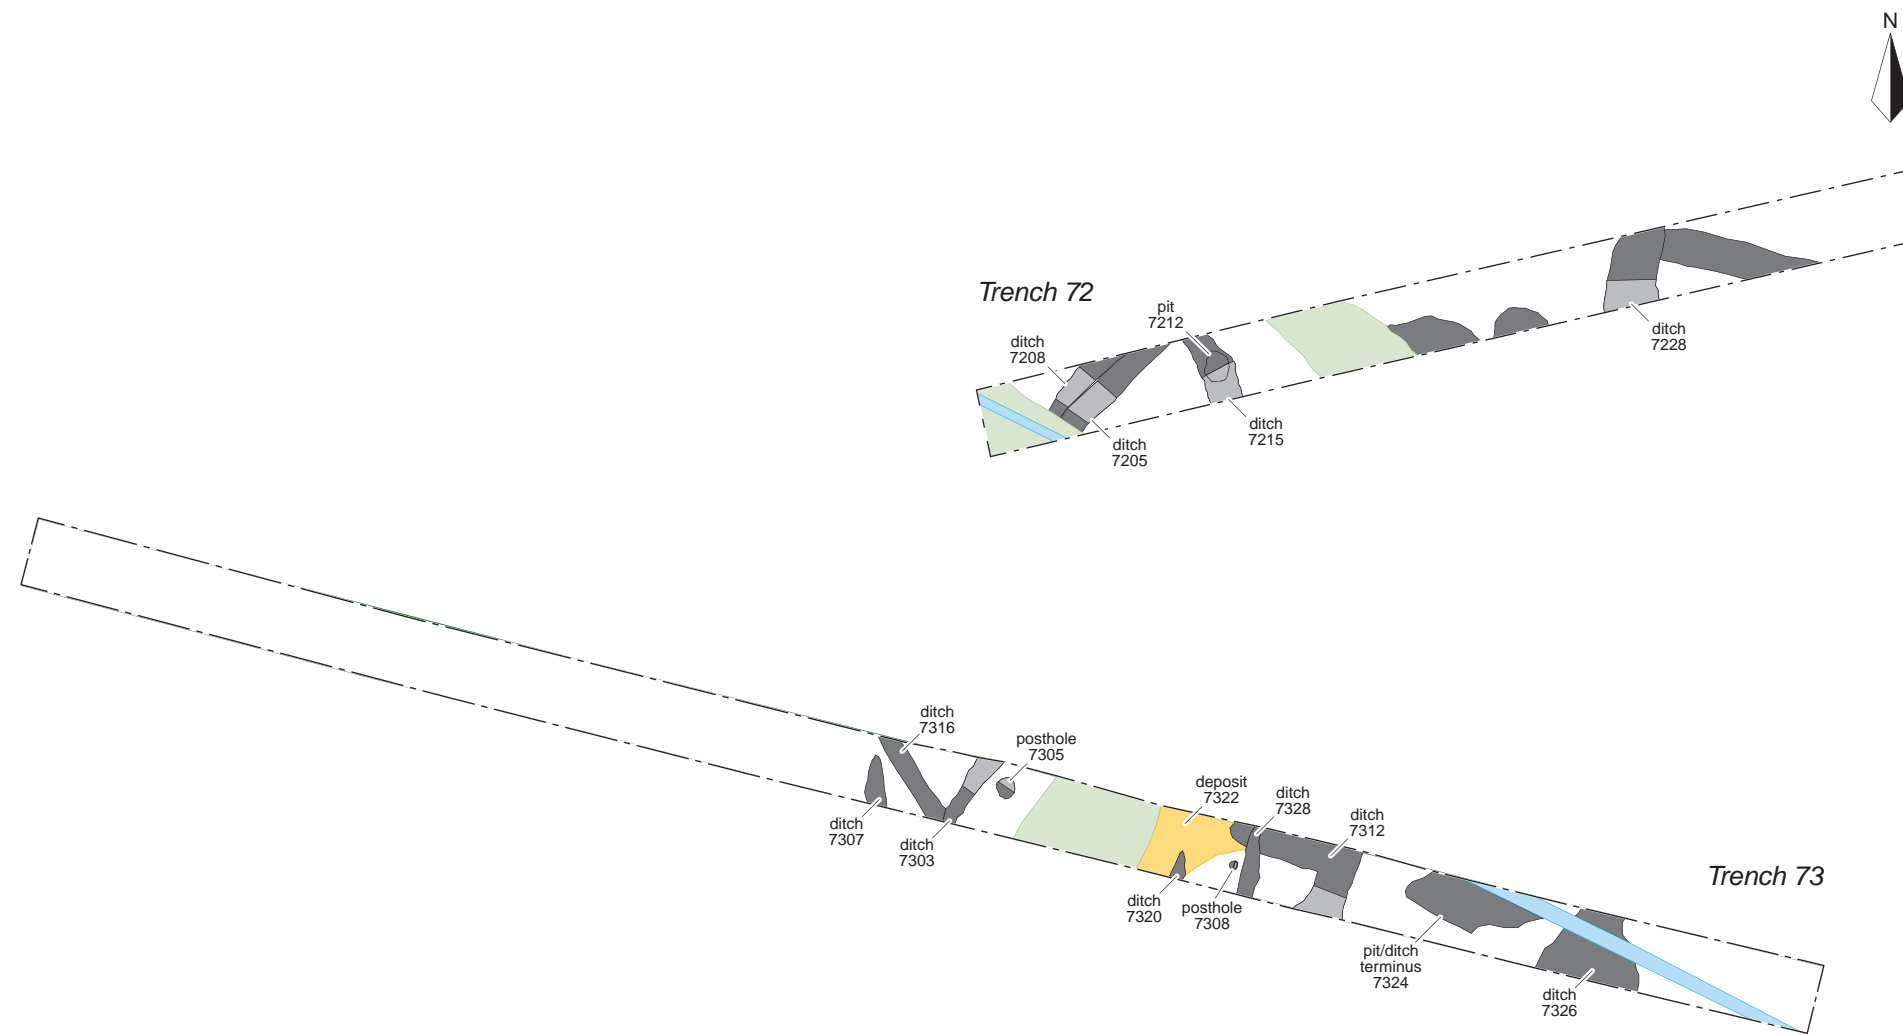 N
Trench 72
pit
7212
ditch
7208
ditch
7228
ditch
7215
ditch
7205
ditch
7316
posthole
7305
deposit
7322
ditch
7328
ditch
7312
ditch
7307
ditch
7303
Trench 73
ditch
7320
posthole
7308
pit/ditch
terminus
7324
ditch
7326